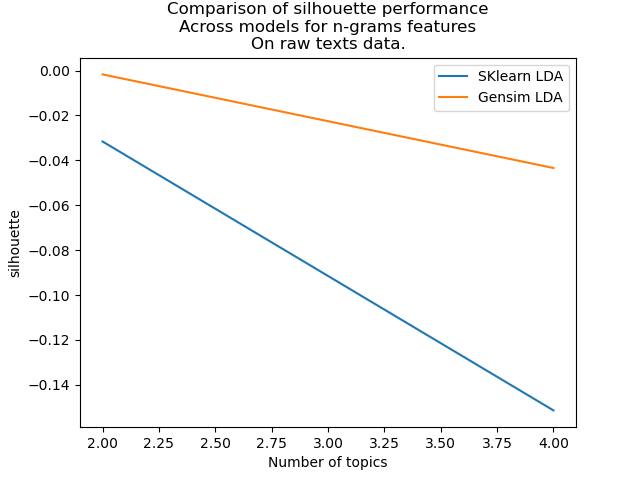 Comparison of silhouette performance
Across models for n-grams features
On raw texts data.
SKlearn LDA
Gensim LDA
silhouette
0.00
−0.02
−0.04
−0.06
−0.08
−0.10
−0.12
−0.14
2.00 2.25 2.50 2.75 3.00 3.25 3.50 3.75 4.00
Number of topics